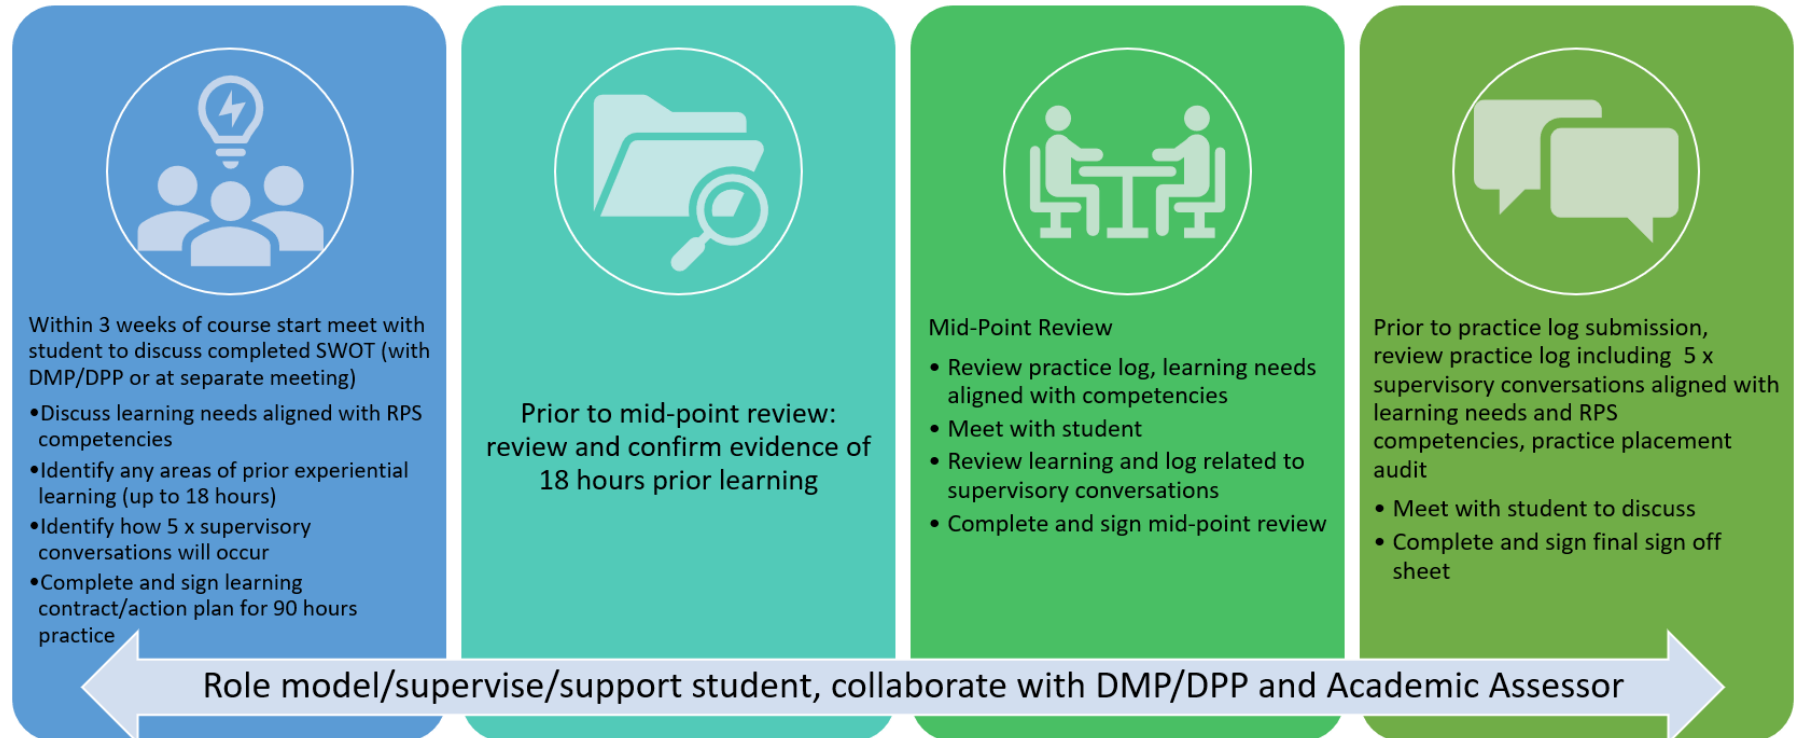 Within 3 weeks of course start meet with
student to discuss completed SWOT (with
DMP/DPP or at separate meeting)
•Discuss learning needs aligned with RPS
competencies
•Identify any areas of prior experiential
learning (up to 18 hours)
•Identify how 5 x supervisory
conversations will occur
•Complete and sign learning
contract/action plan for 90 hours
practice
Prior to mid-point review:
review and confirm evidence of
18 hours prior learning
Mid-Point Review
• Review practice log, learning needs
aligned with competencies
• Meet with student
• Review learning and log related to
supervisory conversations
• Complete and sign mid-point review
Prior to practice log submission,
review practice log including 5 x
supervisory conversations aligned with
learning needs and RPS
competencies, practice placement
audit
• Meet with student to discuss
• Complete and sign final sign off
sheet
Role model/supervise/support student, collaborate with DMP/DPP and Academic Assessor